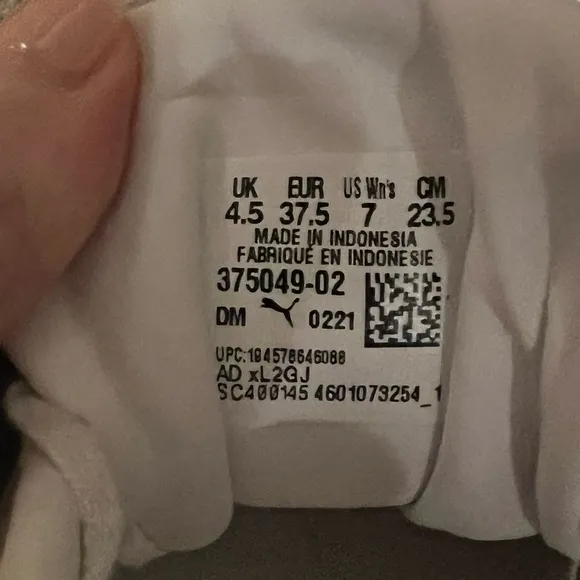 UK EUR US Wn's CM
4.5 37.5 7 23.5
MADE IN INDONESIA
FABRIQUÉ EN INDONESIE
375049-02
DM 0221
UPC:194578646088
AD xL2GJ
SC400145 4601073254_1